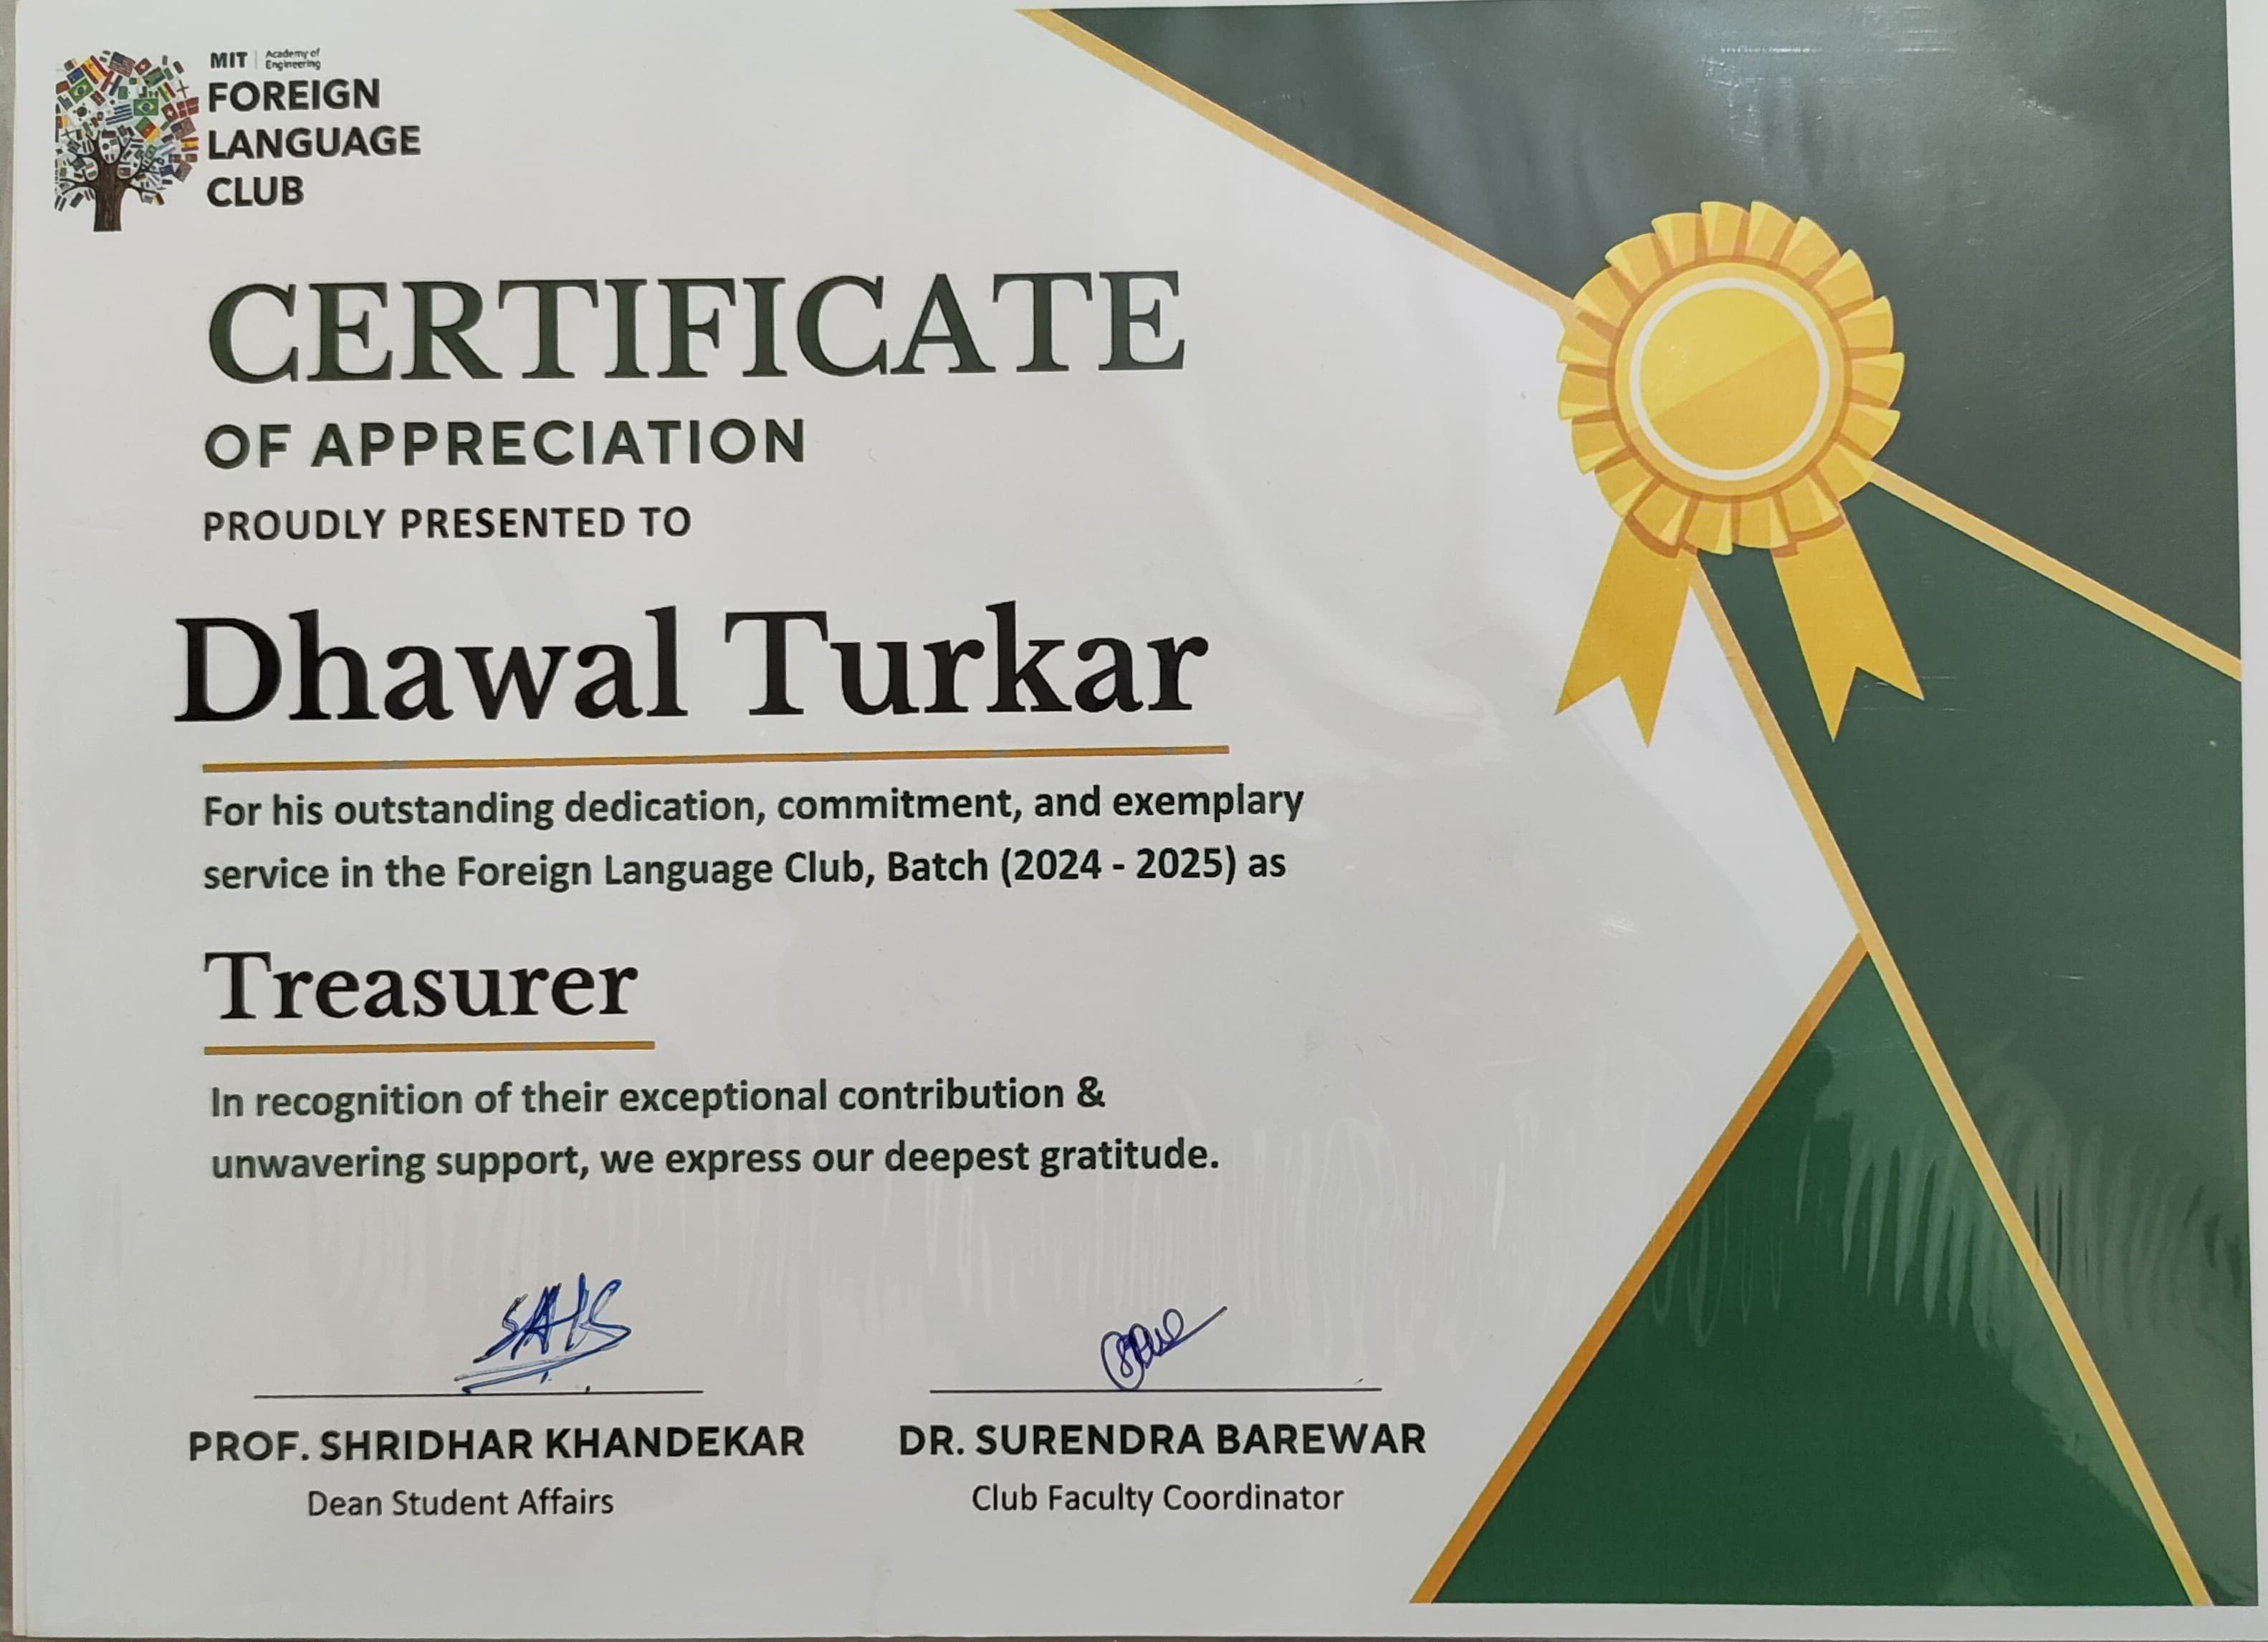 MIT | Academy of Engineering
FOREIGN
LANGUAGE
CLUB
CERTIFICATE
OF APPRECIATION
PROUDLY PRESENTED TO
Dhawal Turkar
For his outstanding dedication, commitment, and exemplary
service in the Foreign Language Club, Batch (2024 - 2025) as
Treasurer
In recognition of their exceptional contribution &
unwavering support, we express our deepest gratitude.
PROF. SHRIDHAR KHANDEKAR
Dean Student Affairs
DR. SURENDRA BAREWAR
Club Faculty Coordinator